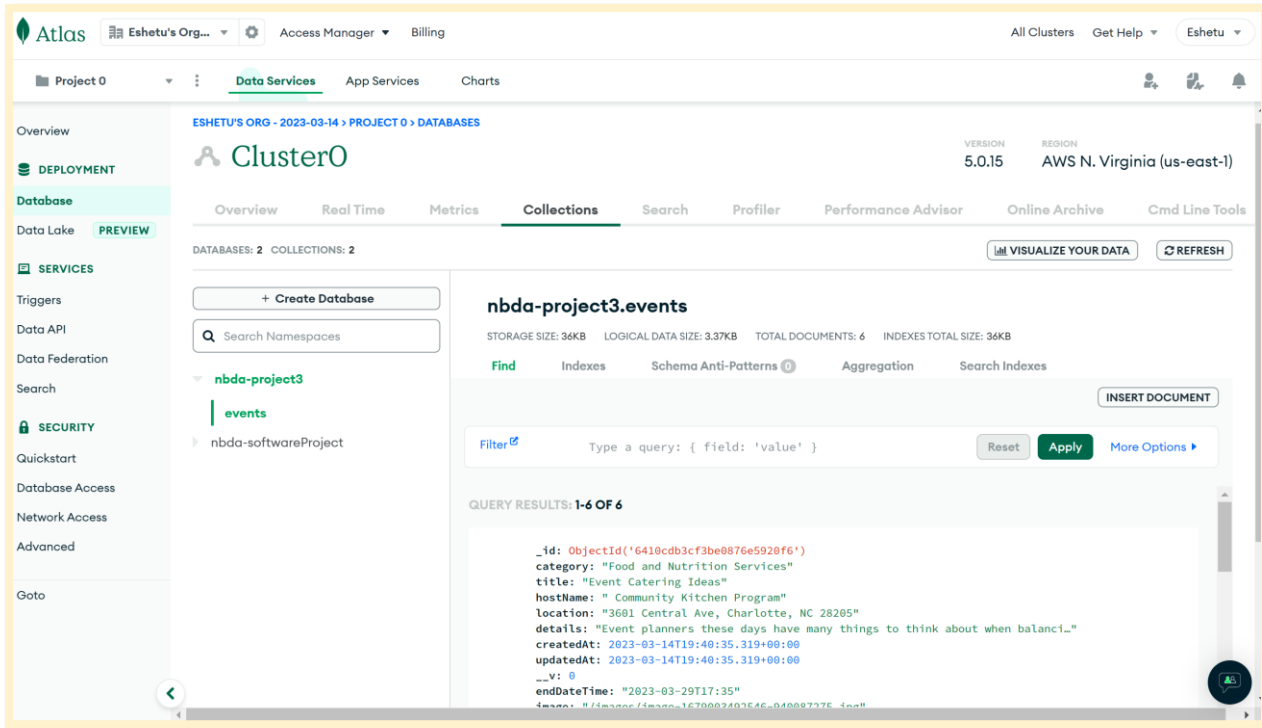 Atlas Eshetu's Org... Access Manager Billing All Clusters Get Help Eshetu
Project 0 Data Services App Services Charts
Overview
DEPLOYMENT
Database
Data Lake PREVIEW
SERVICES
Triggers
Data API
Data Federation
Search
SECURITY
Quickstart
Database Access
Network Access
Advanced
Goto
ESHETU'S ORG - 2023-03-14 > PROJECT 0 > DATABASES
Cluster0
VERSION
5.0.15
REGION
AWS N. Virginia (us-east-1)
Overview Real Time Metrics Collections Search Profiler Performance Advisor Online Archive Cmd Line Tools
DATABASES: 2 COLLECTIONS: 2
VISUALIZE YOUR DATA REFRESH
+ Create Database
Search Namespaces
nbda-project3
events
nbda-softwareProject
nbda-project3.events
STORAGE SIZE: 36KB LOGICAL DATA SIZE: 3.37KB TOTAL DOCUMENTS: 6 INDEXES TOTAL SIZE: 36KB
Find Indexes Schema Anti-Patterns 0 Aggregation Search Indexes
INSERT DOCUMENT
Filter Type a query: { field: 'value' } Reset Apply More Options
QUERY RESULTS: 1-6 OF 6
_id: ObjectId('6410cdb3cf3be0876e5920f6')
category: "Food and Nutrition Services"
title: "Event Catering Ideas"
hostName: " Community Kitchen Program"
location: "3601 Central Ave, Charlotte, NC 28205"
details: "Event planners these days have many things to think about when balanci…"
createdAt: 2023-03-14T19:40:35.319+00:00
updatedAt: 2023-03-14T19:40:35.319+00:00
__v: 0
endDateTime: "2023-03-29T17:35"
image: "/images/image-1679003492546-940087275.jpg"